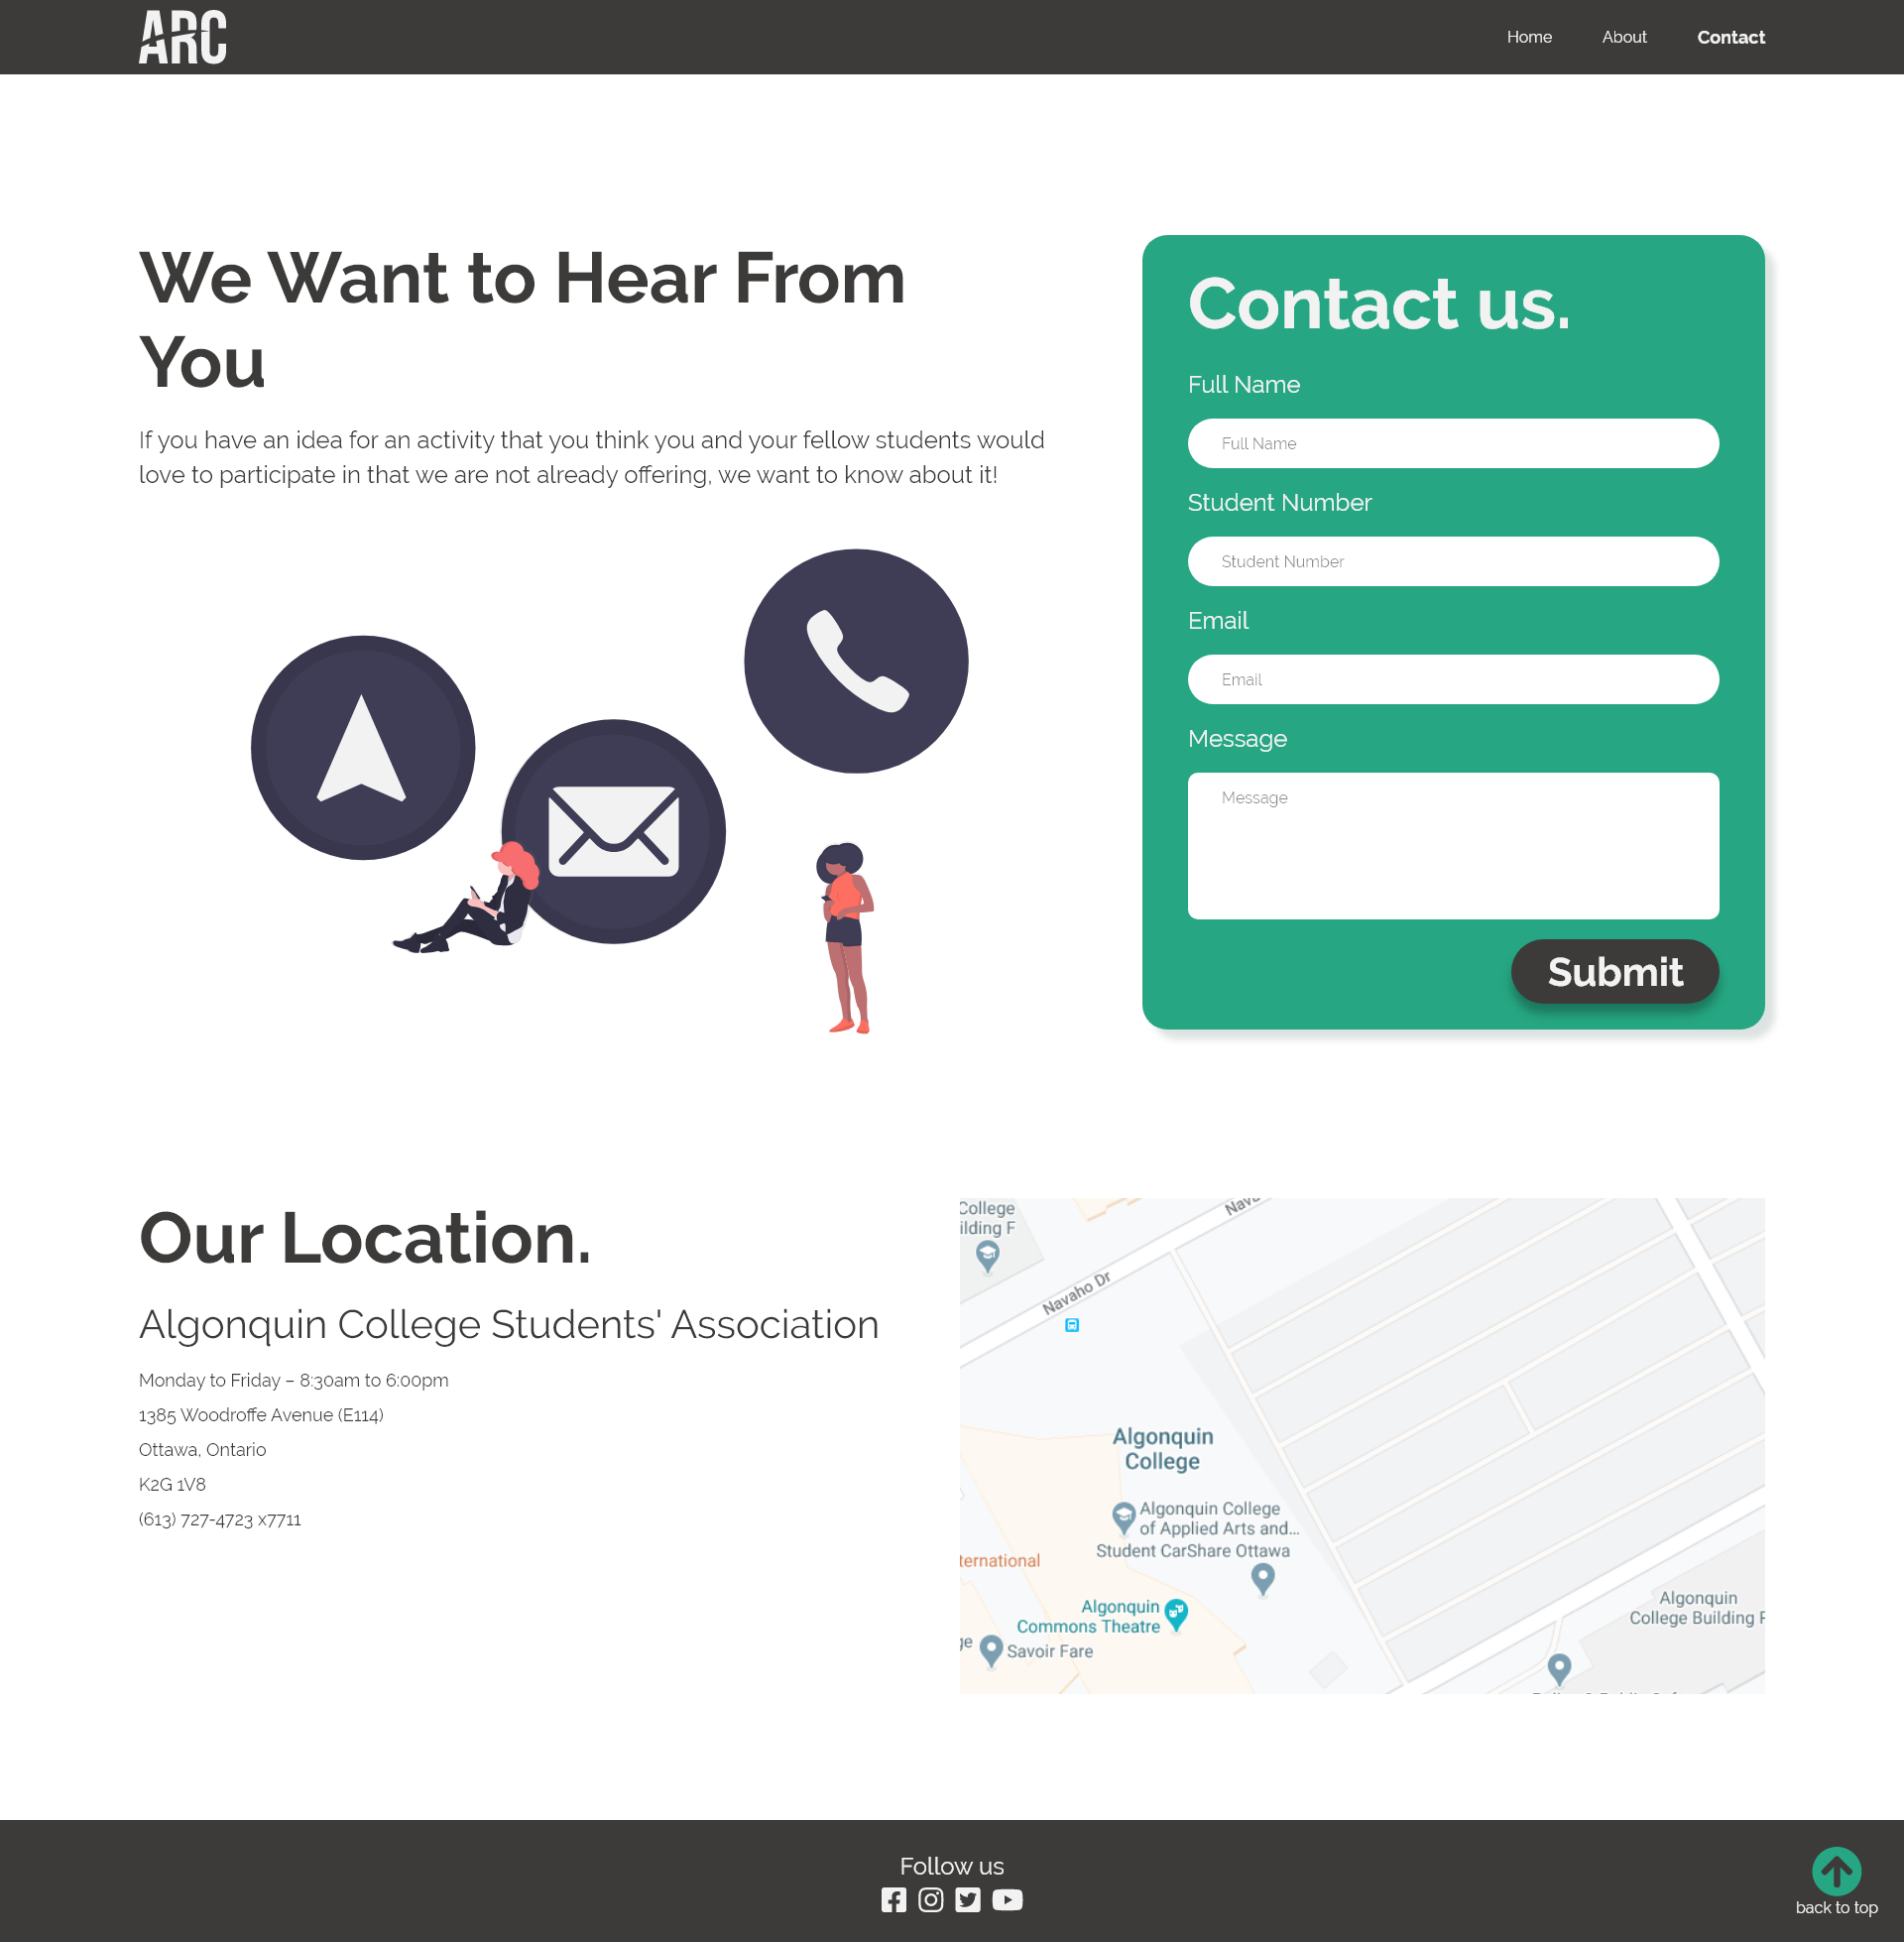 ARC
Home
About
Contact
We Want to Hear From
You
If you have an idea for an activity that you think you and your fellow students would
love to participate in that we are not already offering, we want to know about it!
Contact us.
Full Name
Full Name
Student Number
Student Number
Email
Email
Message
Message
Submit
Our Location.
Algonquin College Students' Association
Monday to Friday – 8:30am to 6:00pm
1385 Woodroffe Avenue (E114)
Ottawa, Ontario
K2G 1V8
(613) 727-4723 x7711
College
ilding F
Nava
Navaho Dr
Algonquin
College
Algonquin College
of Applied Arts and...
Student CarShare Ottawa
ternational
Algonquin
Commons Theatre
ge
Savoir Fare
Algonquin
College Building
Follow us
back to top